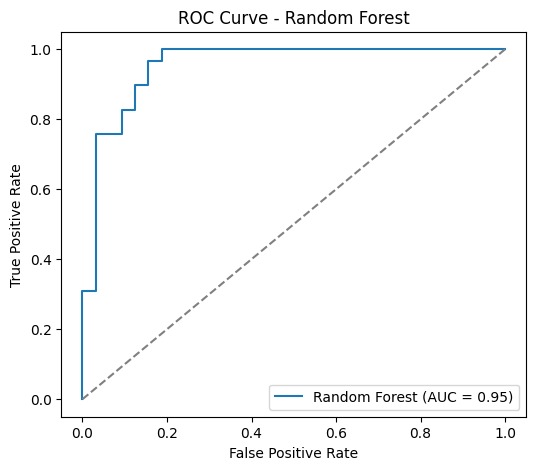 ROC Curve - Random Forest
True Positive Rate
1.0
0.8
0.6
0.4
0.2
0.0
Random Forest (AUC = 0.95)
0.0 0.2 0.4 0.6 0.8 1.0
False Positive Rate